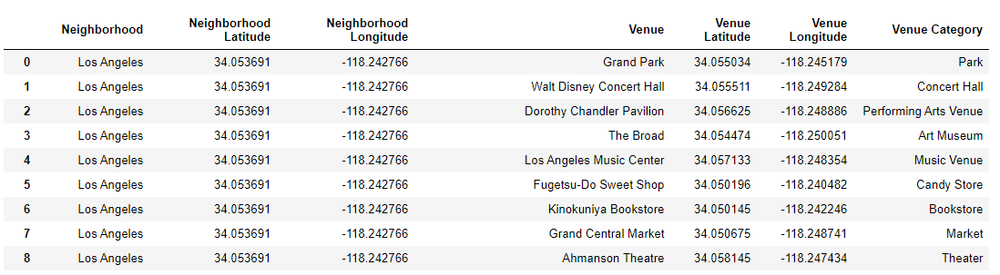 Neighborhood Neighborhood Latitude Neighborhood Longitude Venue Venue Latitude Venue Longitude Venue Category
0 Los Angeles 34.053691 -118.242766 Grand Park 34.055034 -118.245179 Park
1 Los Angeles 34.053691 -118.242766 Walt Disney Concert Hall 34.055511 -118.249284 Concert Hall
2 Los Angeles 34.053691 -118.242766 Dorothy Chandler Pavilion 34.056625 -118.248886 Performing Arts Venue
3 Los Angeles 34.053691 -118.242766 The Broad 34.054474 -118.250051 Art Museum
4 Los Angeles 34.053691 -118.242766 Los Angeles Music Center 34.057133 -118.248354 Music Venue
5 Los Angeles 34.053691 -118.242766 Fugetsu-Do Sweet Shop 34.050196 -118.240482 Candy Store
6 Los Angeles 34.053691 -118.242766 Kinokuniya Bookstore 34.050145 -118.242246 Bookstore
7 Los Angeles 34.053691 -118.242766 Grand Central Market 34.050675 -118.248741 Market
8 Los Angeles 34.053691 -118.242766 Ahmanson Theatre 34.058145 -118.247434 Theater